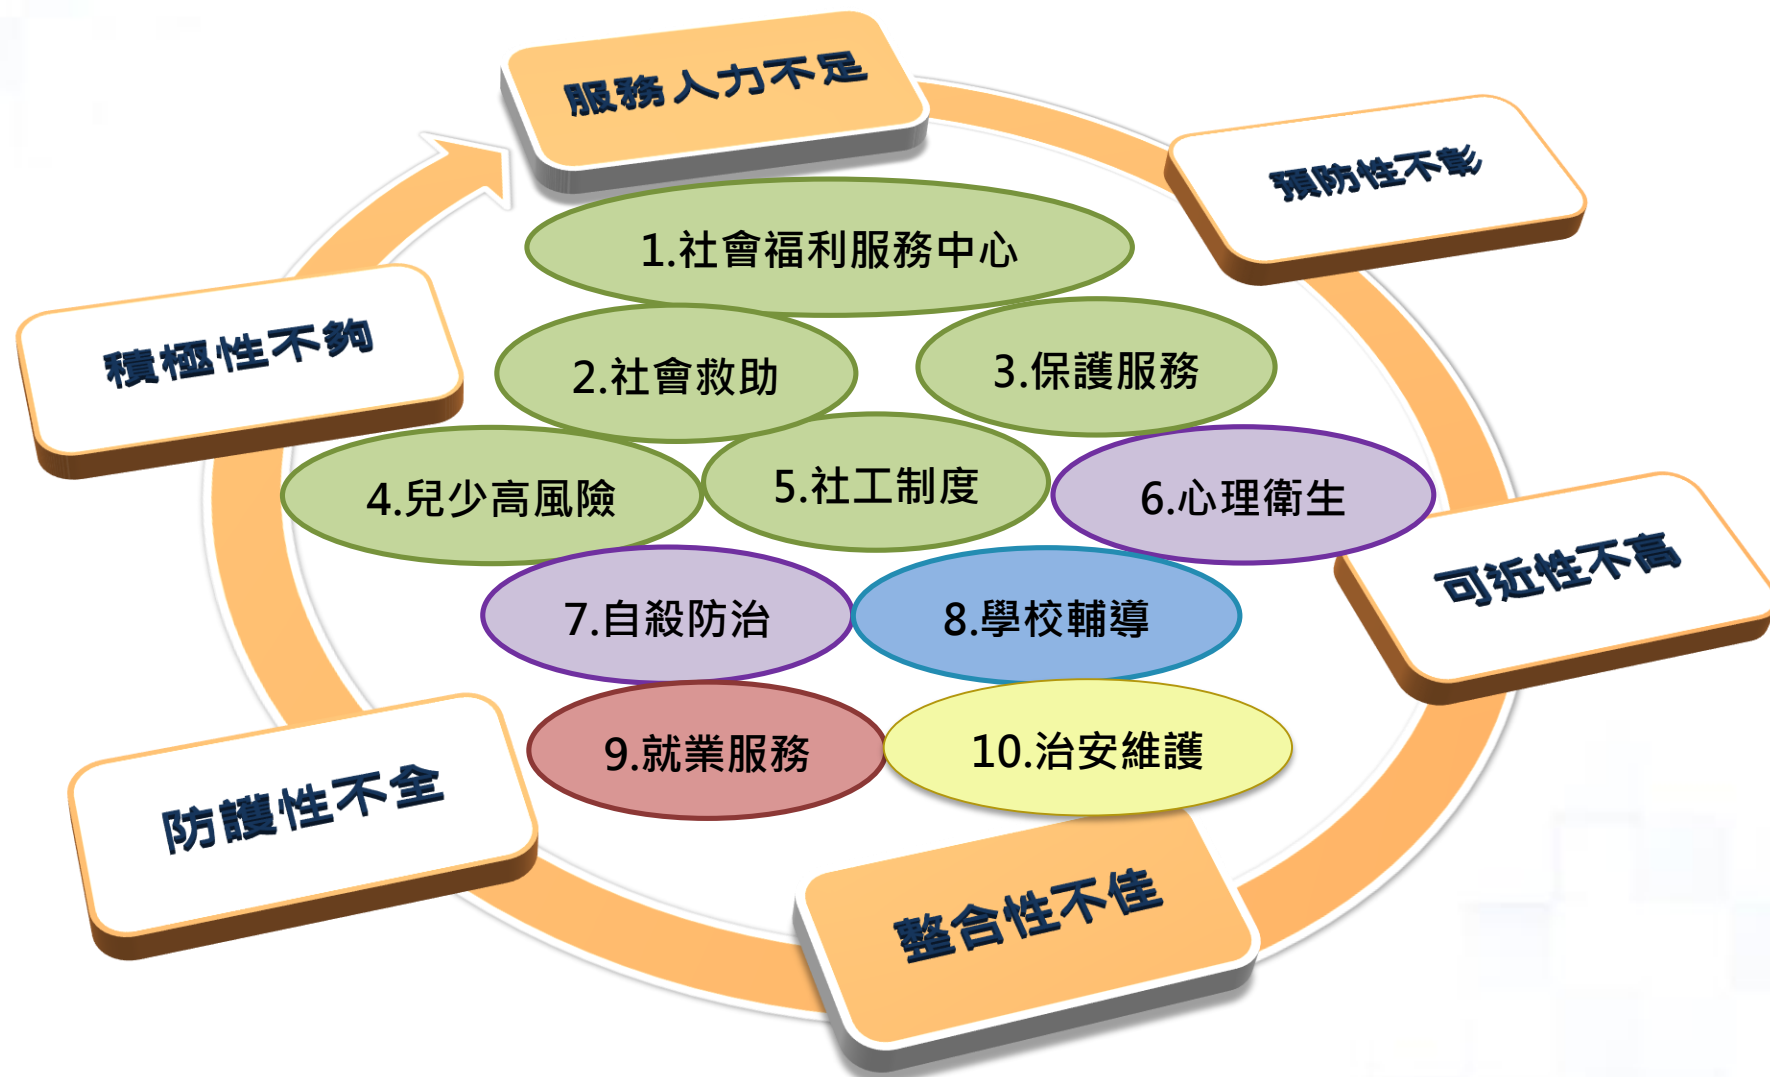 服務人力不足
預防性不彰
1.社會福利服務中心
積極性不夠
2.社會救助
3.保護服務
4.兒少高風險
5.社工制度
6.心理衛生
可近性不高
7.自殺防治
8.學校輔導
9.就業服務
10.治安維護
防護性不全
整合性不佳